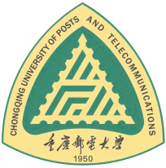 CHONGQING UNIVERSITY OF POSTS AND TELECOMMUNICATIONS
重庆邮电大学
1950